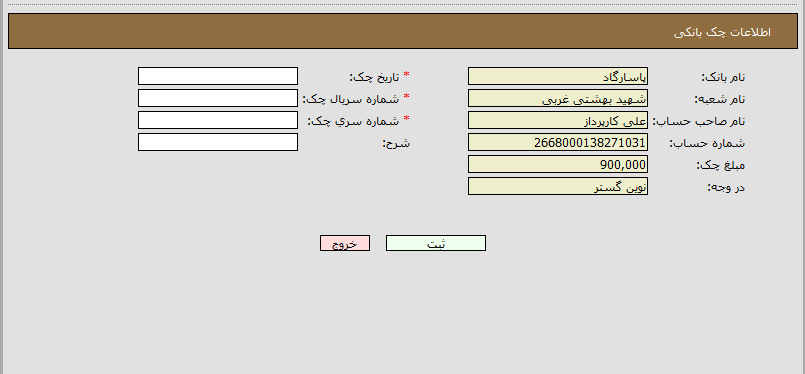 اطلاعات چک بانکی
نام بانک: پاسارگاد
* تاریخ چک:
نام شعبه: شهید بهشتی غربی
* شماره سریال چک:
نام صاحب حساب: علی کارپرداز
* شماره سري چک:
شماره حساب: 2668000138271031
شرح:
مبلغ چک: 900,000
در وجه: نوین گستر
ثبت
خروج